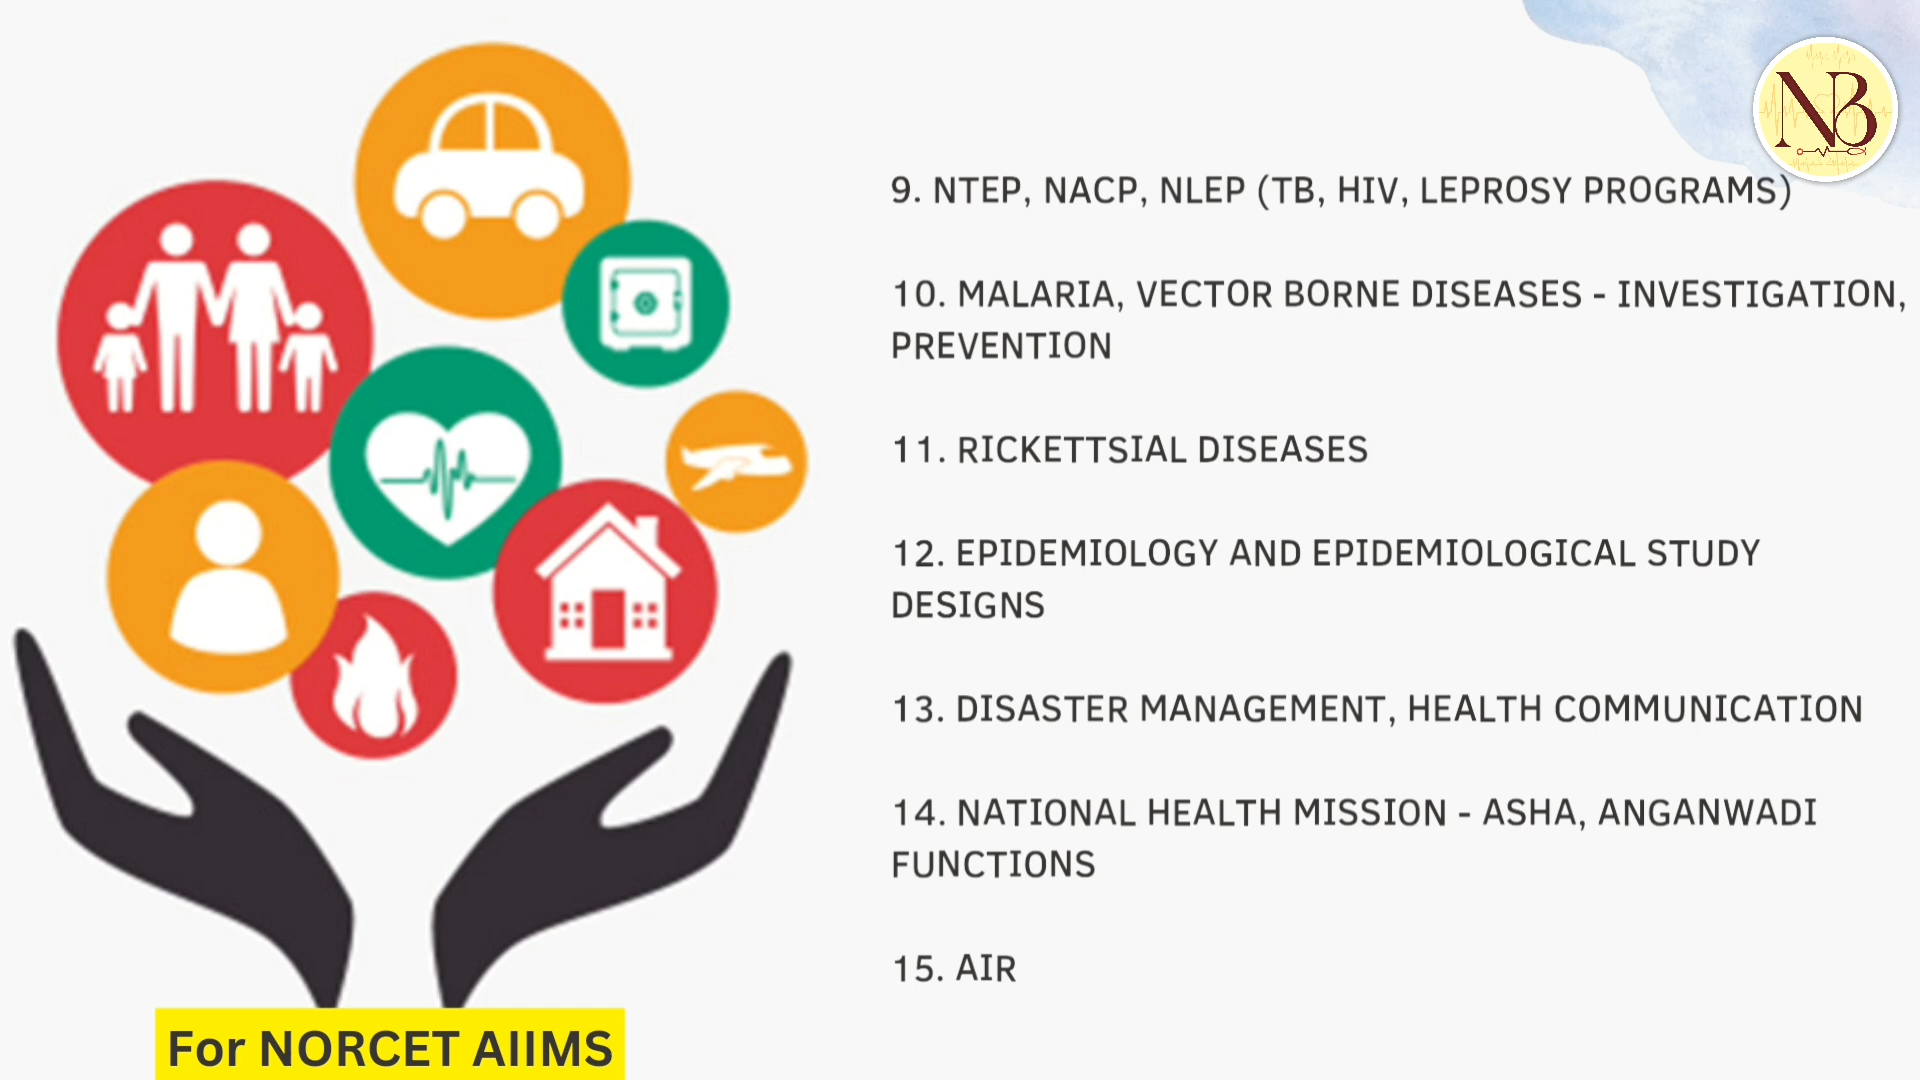 NB
9. NTEP, NACP, NLEP (TB, HIV, LEPROSY PROGRAMS)
10. MALARIA, VECTOR BORNE DISEASES - INVESTIGATION,
PREVENTION
11. RICKETTSIAL DISEASES
12. EPIDEMIOLOGY AND EPIDEMIOLOGICAL STUDY
DESIGNS
13. DISASTER MANAGEMENT, HEALTH COMMUNICATION
14. NATIONAL HEALTH MISSION - ASHA, ANGANWADI
FUNCTIONS
15. AIR
For NORCET AIIMS